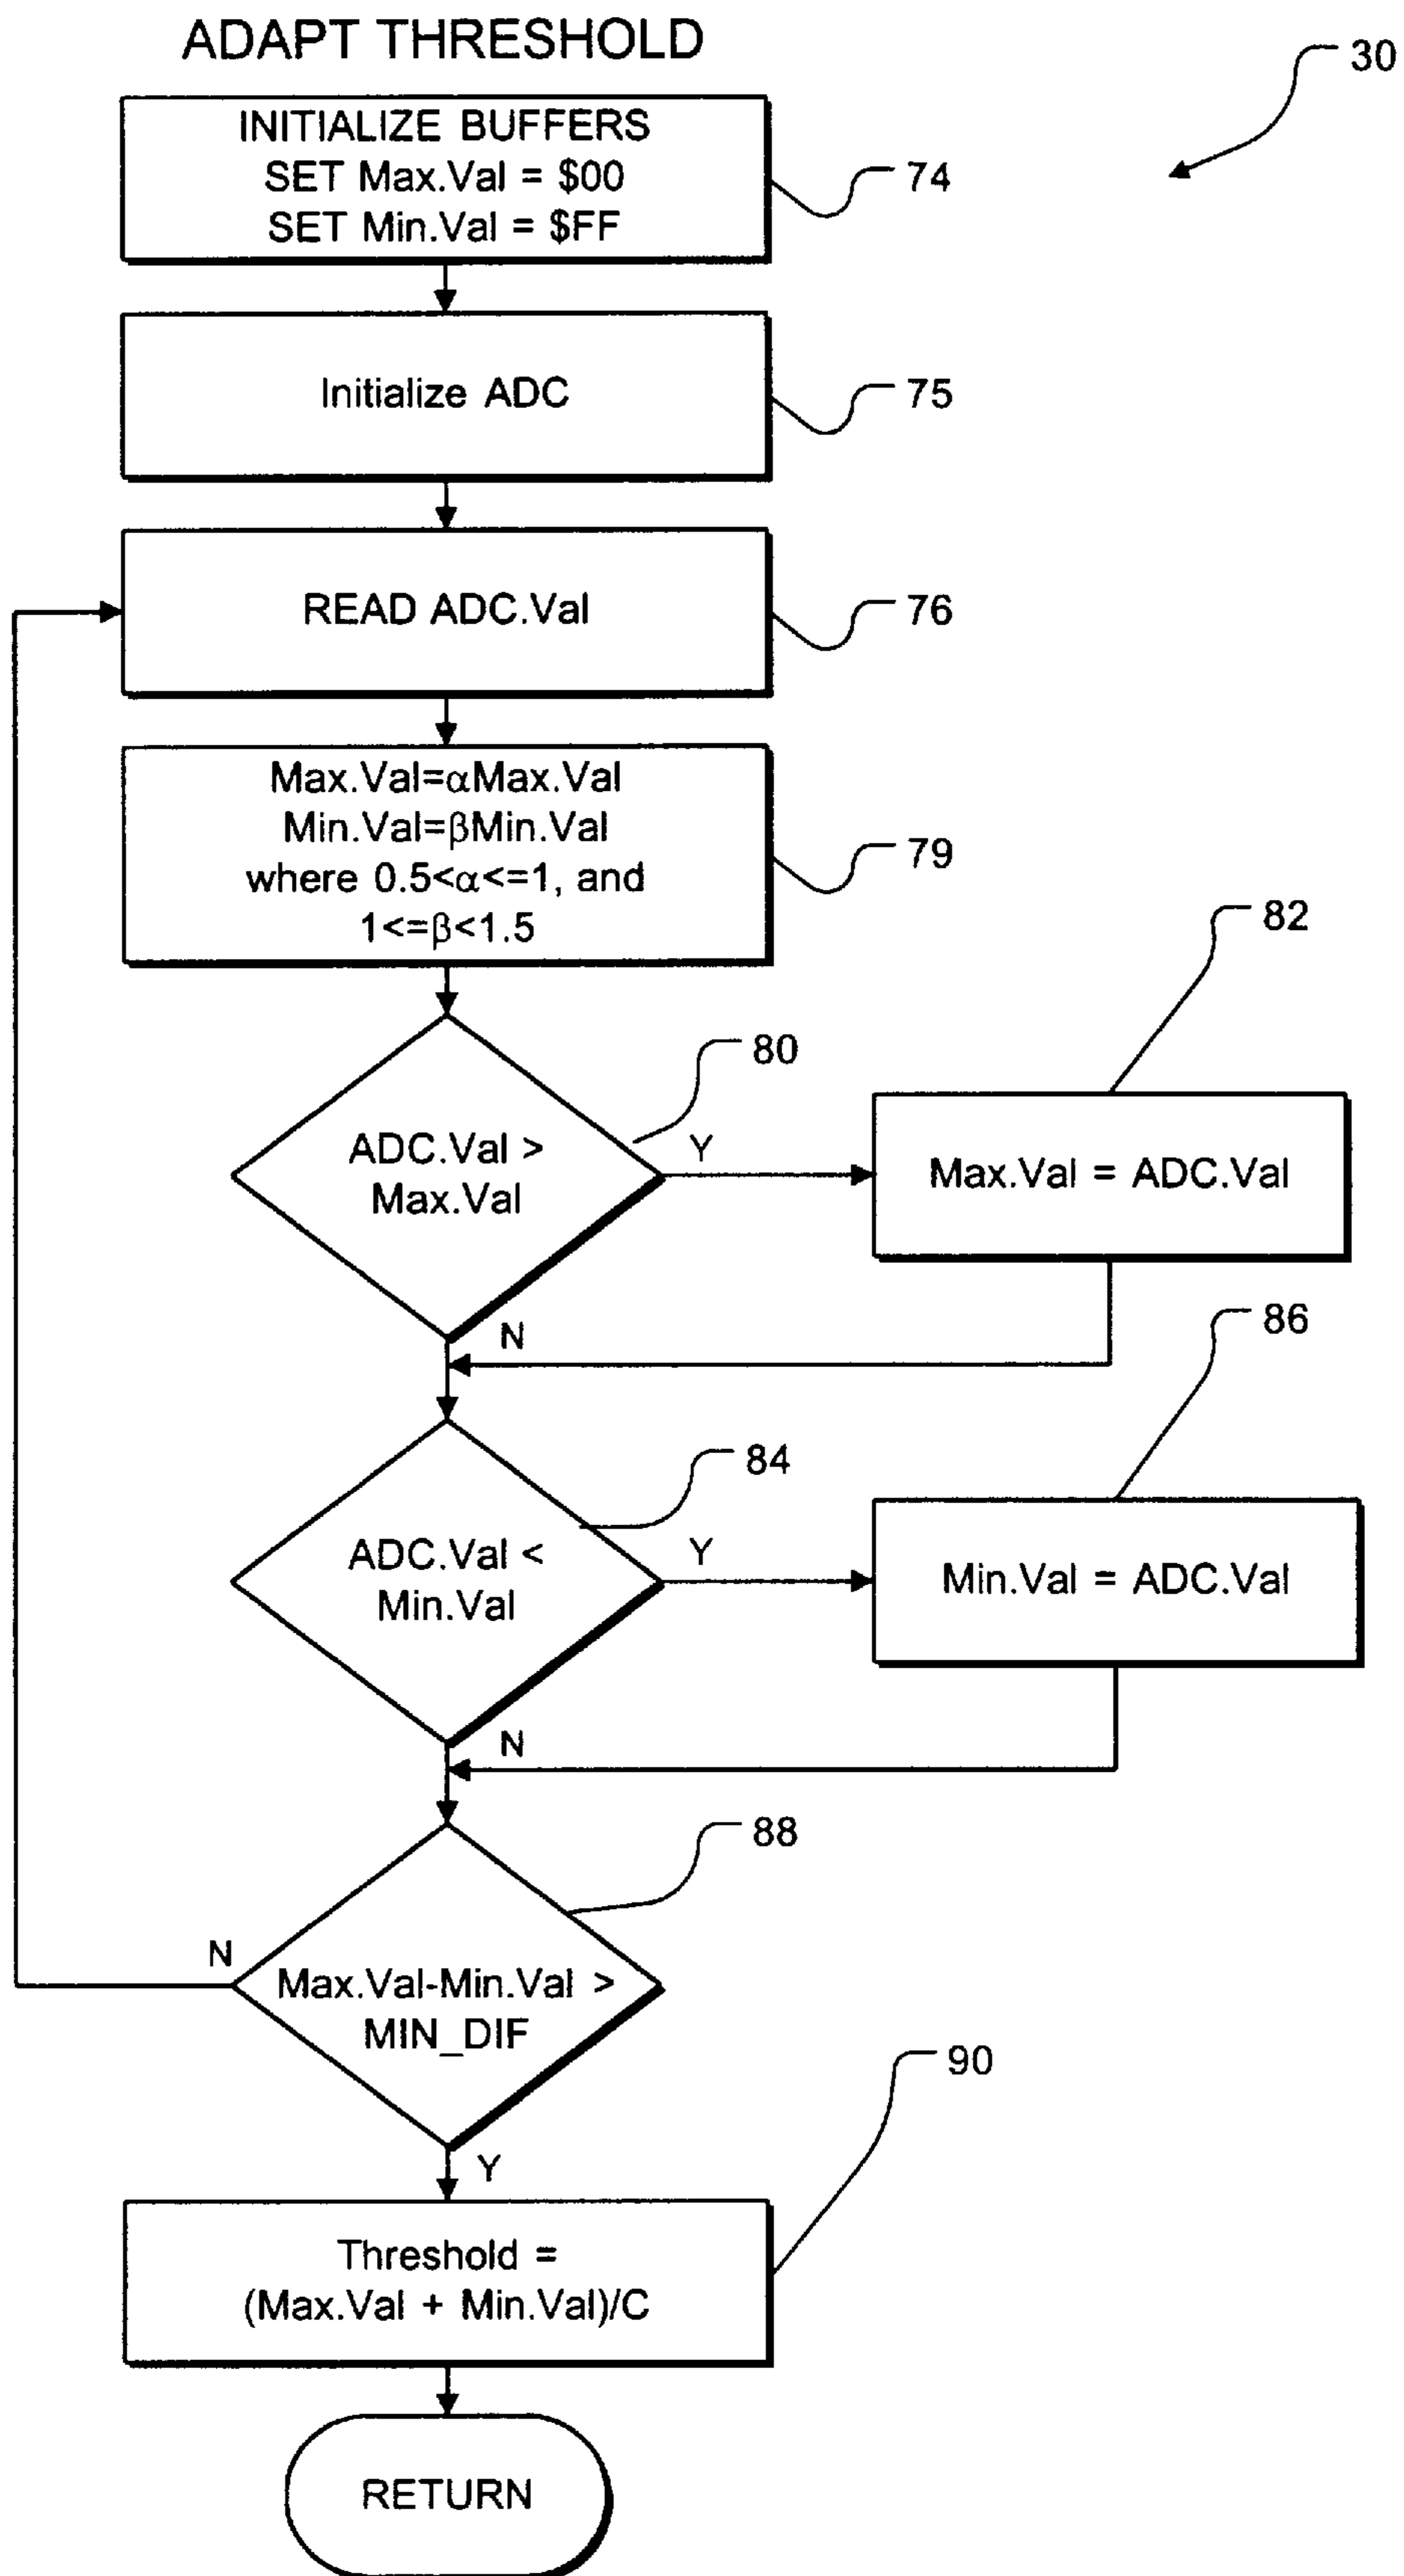 ADAPT THRESHOLD
30
INITIALIZE BUFFERS
SET Max.Val = $00
SET Min.Val = $FF
74
Initialize ADC
75
READ ADC.Val
76
Max.Val=αMax.Val
Min.Val=βMin.Val
where 0.5<α<=1, and
1<=β<1.5
79
82
80
ADC.Val >
Max.Val
Y
Max.Val = ADC.Val
N
86
84
ADC.Val <
Min.Val
Y
Min.Val = ADC.Val
N
88
N
Max.Val-Min.Val >
MIN_DIF
90
Y
Threshold =
(Max.Val + Min.Val)/C
RETURN